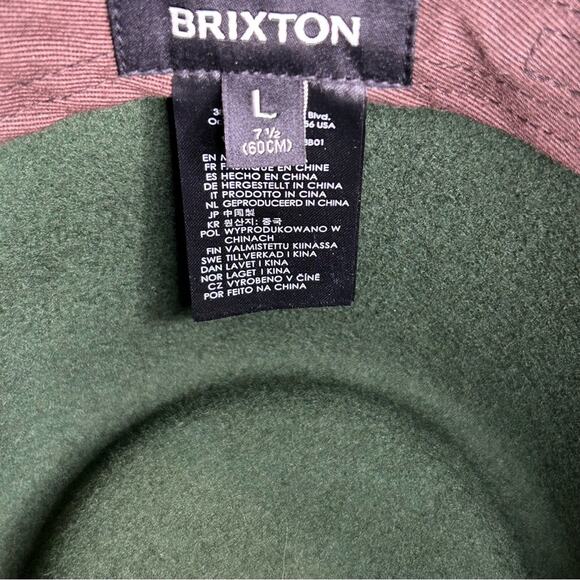 BRIXTON
L
7 1/2
(60CM)
Blvd.
USA
EN
FR EN CHINE
ES HECHO EN CHINA
DE HERGESTELLT IN CHINA
IT PRODOTTO IN CINA
NL GEPRODUCEERD IN CHINA
JP 中国製
KR 원산지: 중국
POL WYPRODUKOWANO W
CHINACH
FIN VALMISTETTU KIINASSA
SWE TILLVERKAD I KINA
DAN LAVET I KINA
NOR LAGET I KINA
CZ VYROBENO V ČÍNĚ
POR FEITO NA CHINA